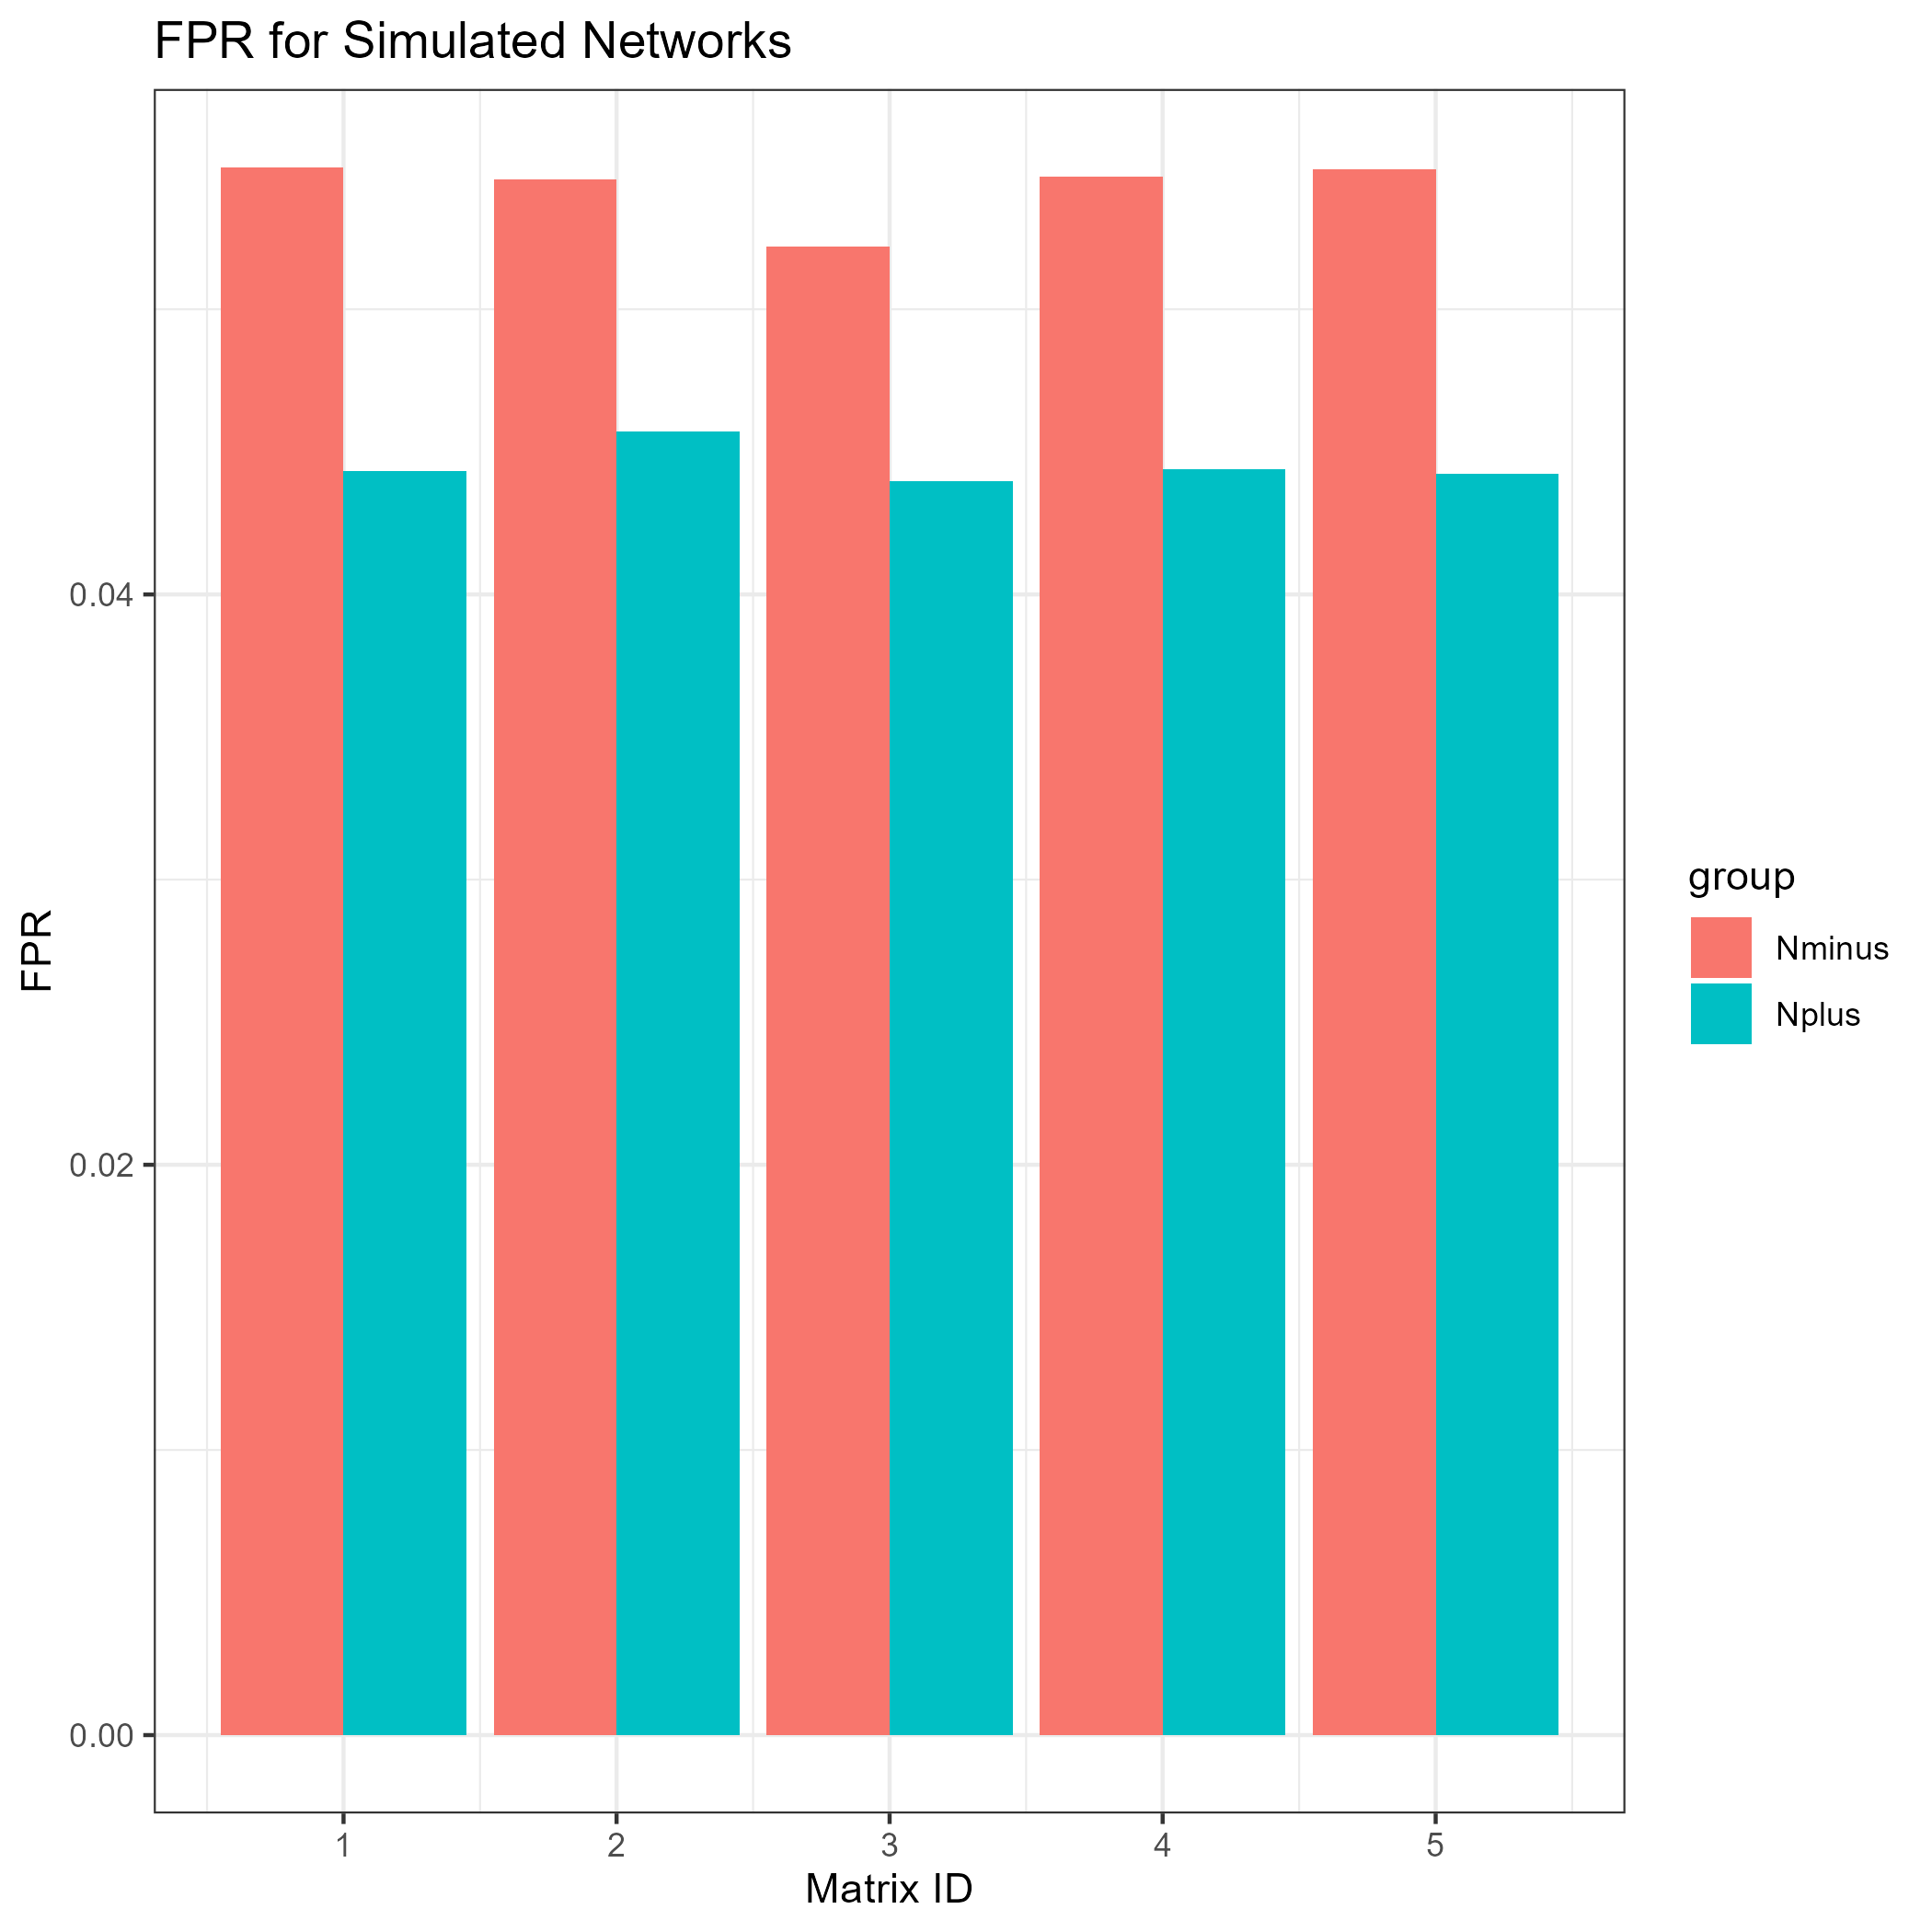 FPR for Simulated Networks
FPR
0.04
0.02
0.00
1 2 3 4 5
Matrix ID
group
Nminus
Nplus